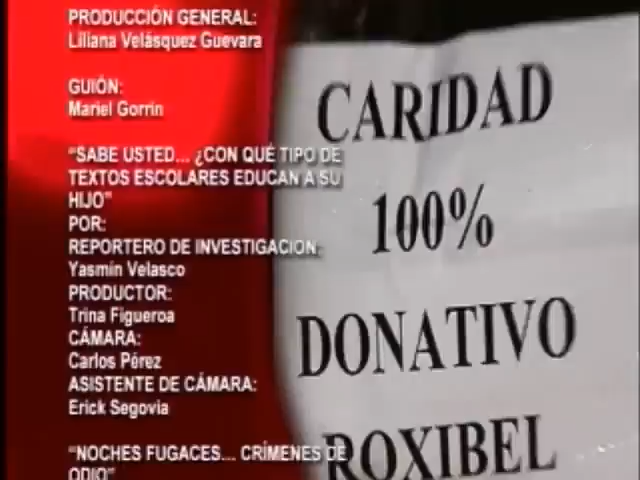 PRODUCCIÓN GENERAL:
Liliana Velásquez Guevara
GUIÓN:
Mariel Gorrin
“SABE USTED... ¿CON QUÉ TIPO DE
TEXTOS ESCOLARES EDUCAN A SU
HIJO”
POR:
REPORTERO DE INVESTIGACION:
Yasmín Velasco
PRODUCTOR:
Trina Figueroa
CÁMARA:
Carlos Pérez
ASISTENTE DE CÁMARA:
Erick Segovia
“NOCHES FUGACES.... CRÍMENES DE
ODIO”
CARIDAD
100%
DONATIVO
ROXIBEL